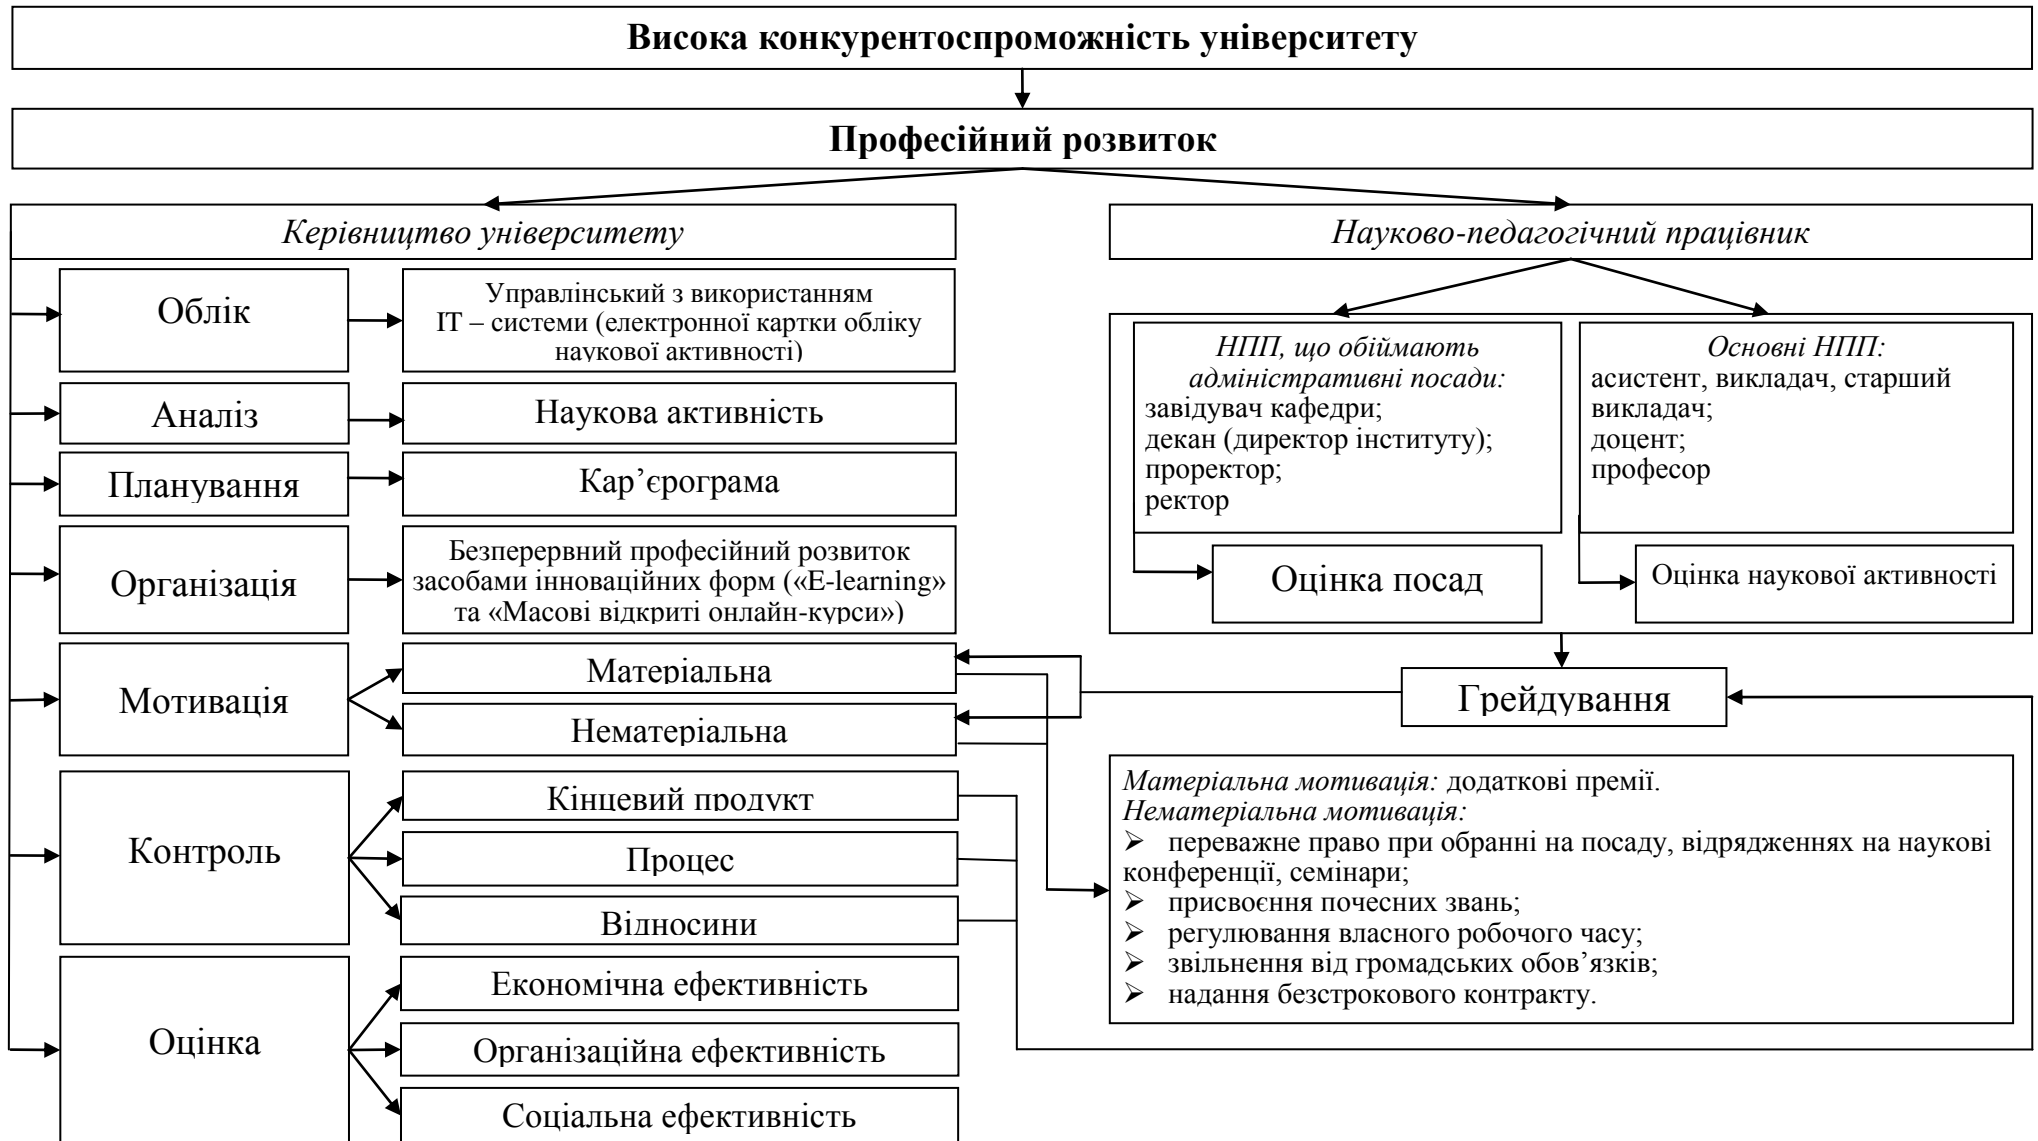 Висока конкурентоспроможність університету
Професійний розвиток
Керівництво університету
Облік
Управлінський з використанням
ІТ – системи (електронної картки обліку
наукової активності)
Аналіз
Наукова активність
Планування
Кар’єрограма
Організація
Безперервний професійний розвиток
засобами інноваційних форм («E-learning»
та «Масові відкриті онлайн-курси»)
Мотивація
Матеріальна
Нематеріальна
Контроль
Кінцевий продукт
Процес
Відносини
Оцінка
Економічна ефективність
Організаційна ефективність
Соціальна ефективність
Науково-педагогічний працівник
НПП, що обіймають
адміністративні посади:
завідувач кафедри;
декан (директор інституту);
проректор;
ректор
Оцінка посад
Основні НПП:
асистент, викладач, старший
викладач;
доцент;
професор
Оцінка наукової активності
Грейдування
Матеріальна мотивація: додаткові премії.
Нематеріальна мотивація:
➢ переважне право при обранні на посаду, відрядженнях на наукові
конференції, семінари;
➢ присвоєння почесних звань;
➢ регулювання власного робочого часу;
➢ звільнення від громадських обов’язків;
➢ надання безстрокового контракту.